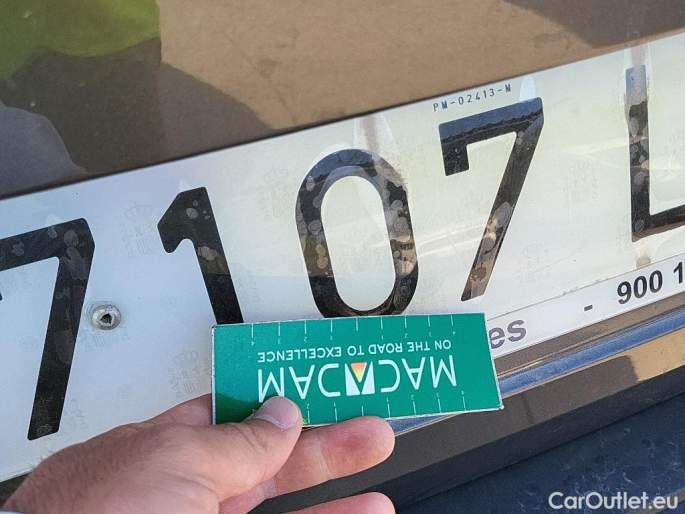 PM-02413-M
7107 L
es - 900 1
ON THE ROAD TO EXCELLENCE
MACADAM
CarOutlet.eu